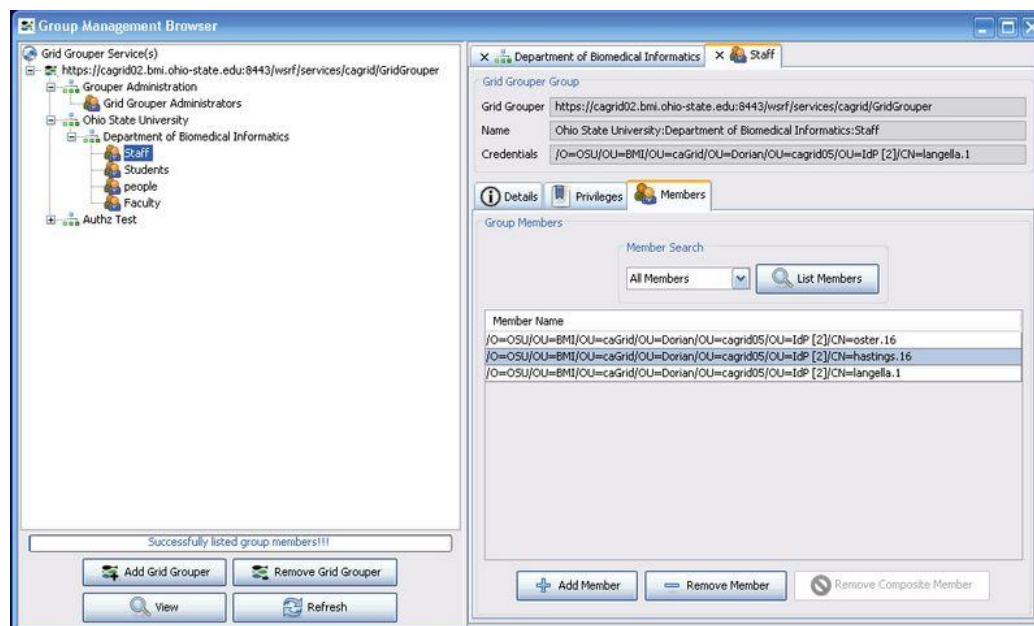 Group Management Browser
Grid Grouper Service(s)
https://cagrid02.bmi.ohio-state.edu:8443/wsrf/services/cagrid/GridGrouper
Grouper Administration
Grid Grouper Administrators
Ohio State University
Department of Biomedical Informatics
Staff
Students
people
Faculty
Authz Test
Successfully listed group members!!!
Add Grid Grouper
Remove Grid Grouper
View
Refresh
Department of Biomedical Informatics
Staff
Grid Grouper Group
Grid Grouper https://cagrid02.bmi.ohio-state.edu:8443/wsrf/services/cagrid/GridGrouper
Name Ohio State University:Department of Biomedical Informatics:Staff
Credentials /O=OSU/OU=BMI/OU=caGrid/OU=Dorian/OU=cagrid05/OU=IdP [2]/CN=langella.1
Details Privileges Members
Group Members
Member Search
All Members List Members
Member Name
/O=OSU/OU=BMI/OU=caGrid/OU=Dorian/OU=cagrid05/OU=IdP [2]/CN=oster.16
/O=OSU/OU=BMI/OU=caGrid/OU=Dorian/OU=cagrid05/OU=IdP [2]/CN=hastings.16
/O=OSU/OU=BMI/OU=caGrid/OU=Dorian/OU=cagrid05/OU=IdP [2]/CN=langella.1
Add Member Remove Member Remove Composite Member